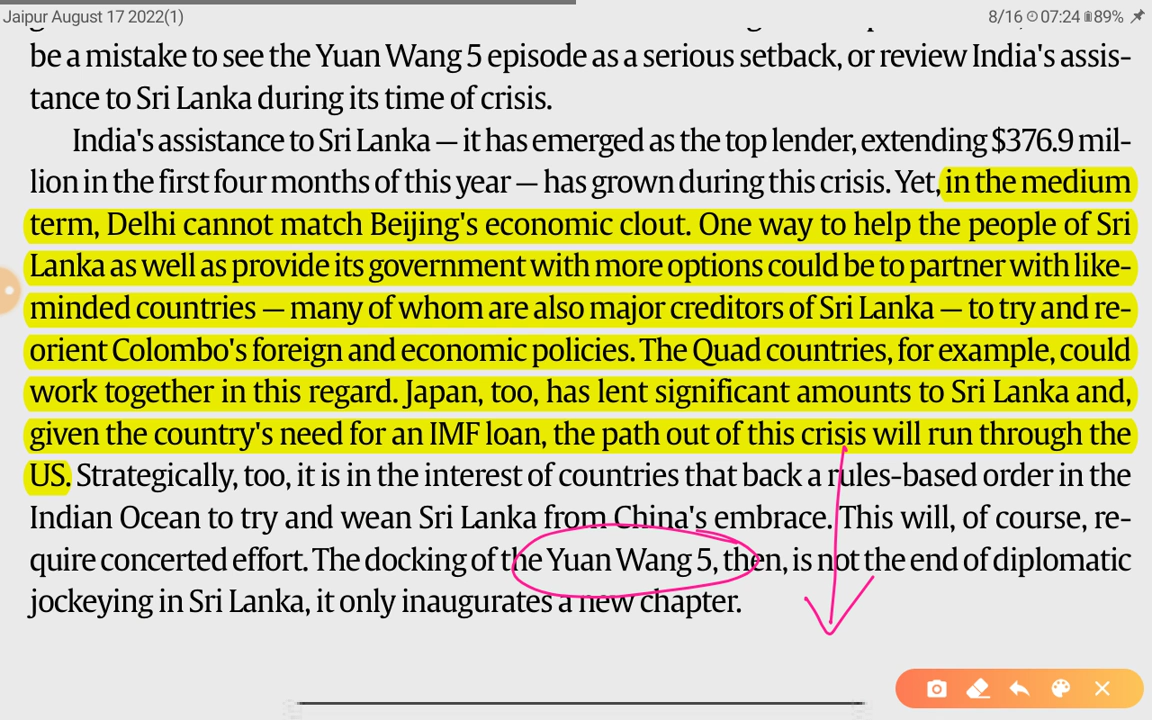 Jaipur August 17 2022(1)
8/16 07:24 89%
be a mistake to see the Yuan Wang 5 episode as a serious setback, or review India's assis-
tance to Sri Lanka during its time of crisis.
India's assistance to Sri Lanka — it has emerged as the top lender, extending $376.9 mil-
lion in the first four months of this year — has grown during this crisis. Yet, in the medium
term, Delhi cannot match Beijing's economic clout. One way to help the people of Sri
Lanka as well as provide its government with more options could be to partner with like-
minded countries — many of whom are also major creditors of Sri Lanka — to try and re-
orient Colombo's foreign and economic policies. The Quad countries, for example, could
work together in this regard. Japan, too, has lent significant amounts to Sri Lanka and,
given the country's need for an IMF loan, the path out of this crisis will run through the
US. Strategically, too, it is in the interest of countries that back a rules-based order in the
Indian Ocean to try and wean Sri Lanka from China's embrace. This will, of course, re-
quire concerted effort. The docking of the Yuan Wang 5, then, is not the end of diplomatic
jockeying in Sri Lanka, it only inaugurates a new chapter.